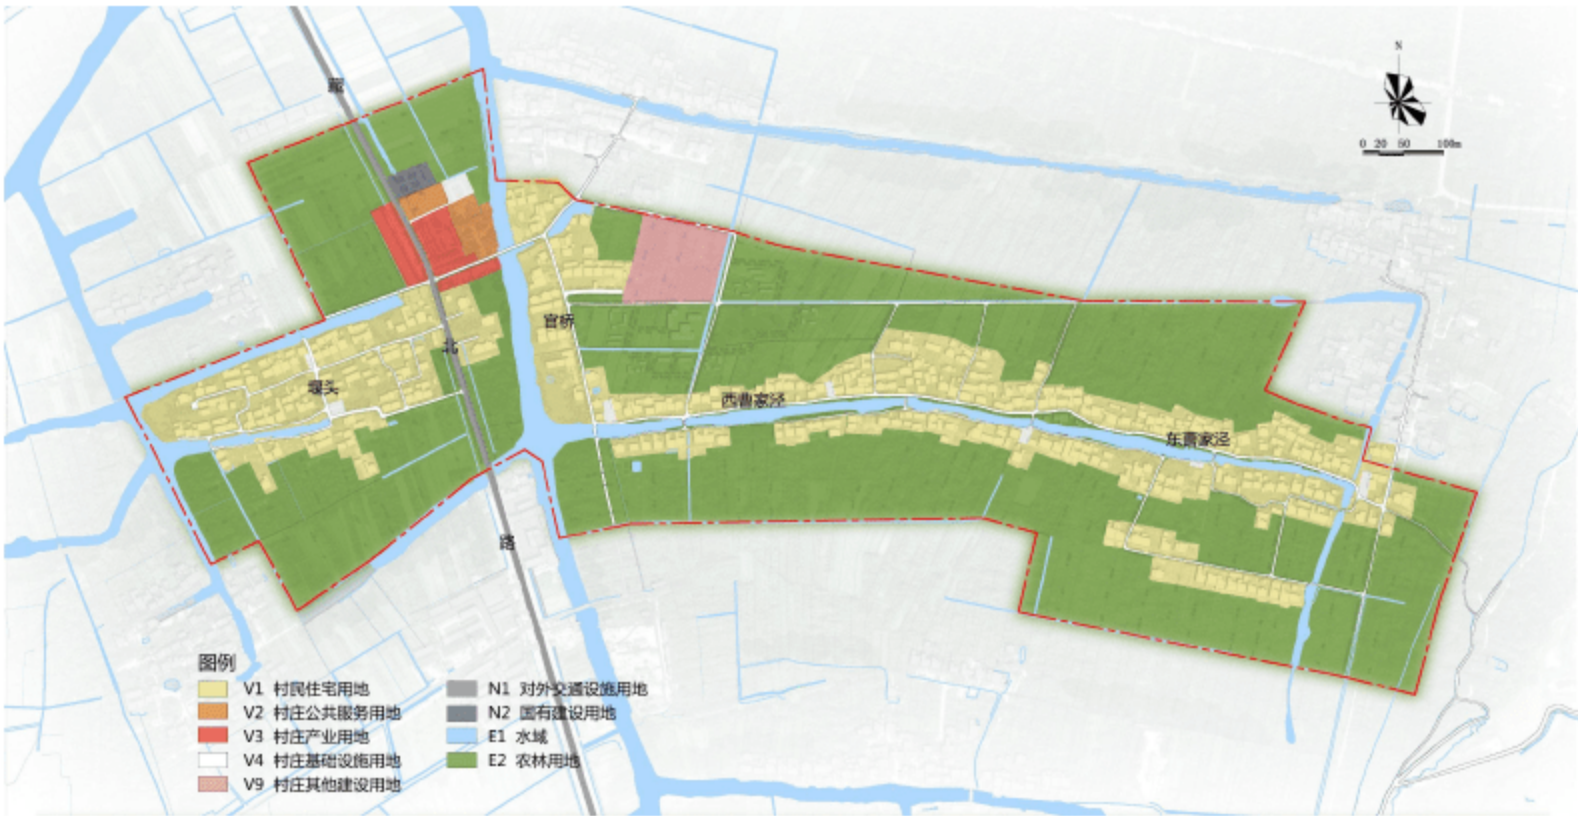 N
0 20 50 100m
北
路
官桥
堰头
西曹家泾
东曹家泾
图例
V1 村民住宅用地
V2 村庄公共服务用地
V3 村庄产业用地
V4 村庄基础设施用地
V9 村庄其他建设用地
N1 对外交通设施用地
N2 国有建设用地
E1 水域
E2 农林用地